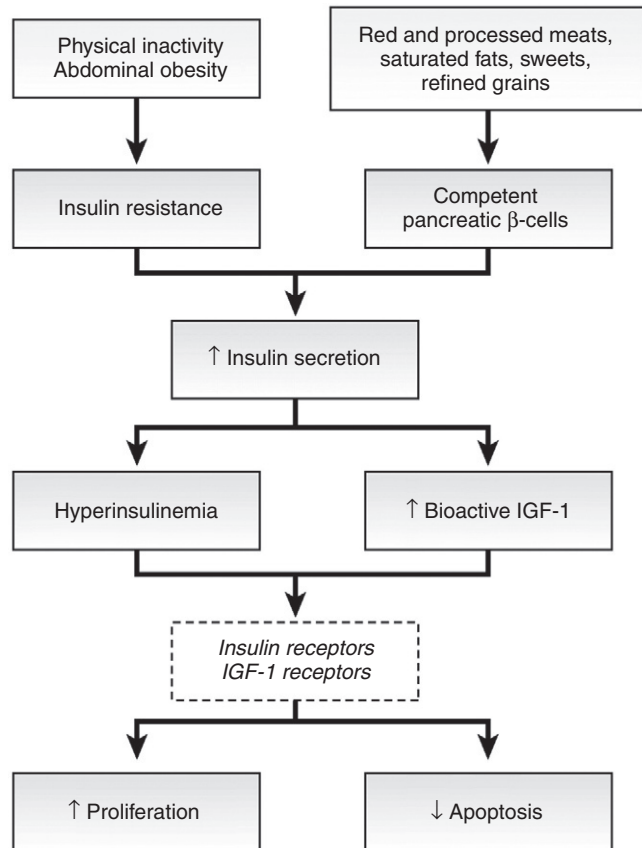 Physical inactivity
Abdominal obesity
Red and processed meats,
saturated fats, sweets,
refined grains
Insulin resistance
Competent
pancreatic β-cells
↑ Insulin secretion
Hyperinsulinemia
↑ Bioactive IGF-1
Insulin receptors
IGF-1 receptors
↑ Proliferation
↓ Apoptosis